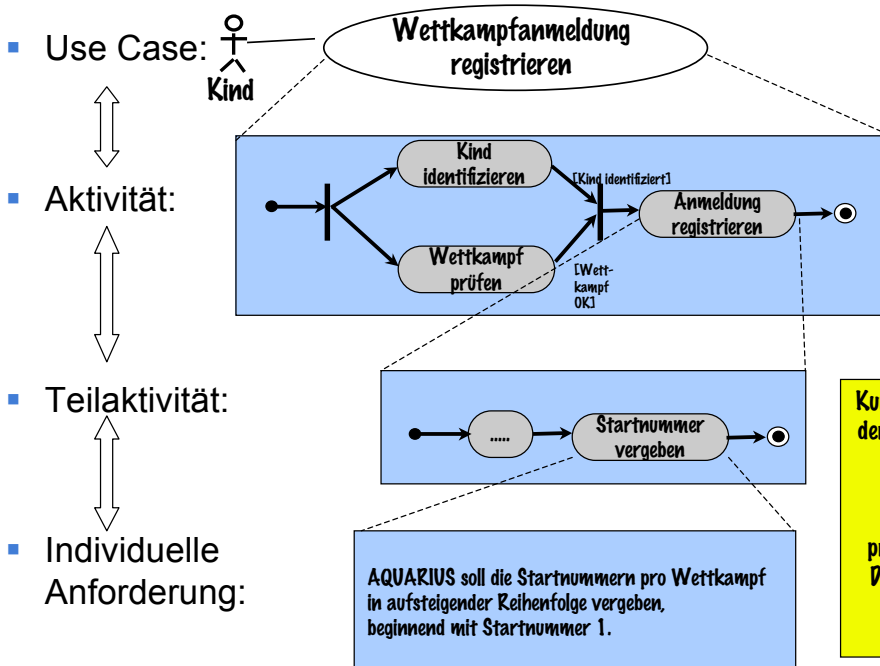 Use Case:
Kind
Wettkampfanmeldung
registrieren
Aktivität:
Kind
identifizieren
[Kind identifiziert]
Anmeldung
registrieren
Wettkampf
prüfen
[Wett-
kampf
OK]
Teilaktivität:
.....
Startnummer
vergeben
Individuelle
Anforderung:
AQUARIUS soll die Startnummern pro Wettkampf
in aufsteigender Reihenfolge vergeben,
beginnend mit Startnummer 1.